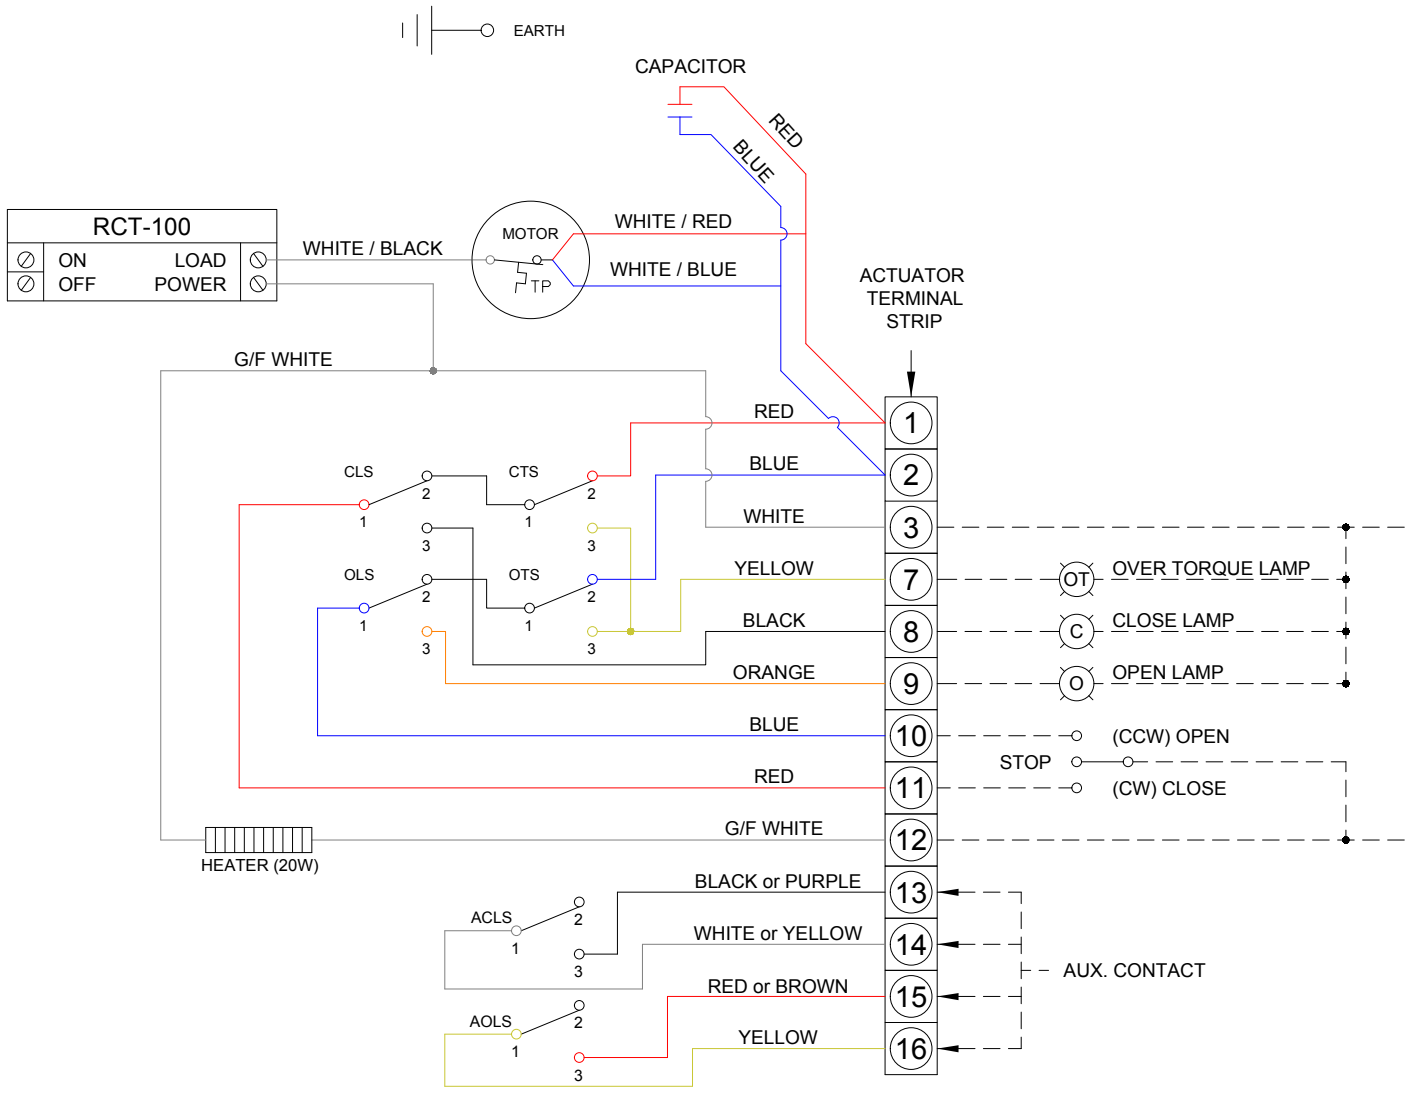 EARTH
CAPACITOR
RED
BLUE
RCT-100
ON LOAD
OFF POWER
WHITE / BLACK
MOTOR
TP
WHITE / RED
WHITE / BLUE
ACTUATOR
TERMINAL
STRIP
G/F WHITE
RED
1
CLS
2
1
3
CTS
2
1
3
BLUE
2
WHITE
3
OLS
2
1
3
OTS
2
1
3
YELLOW
7
OT
OVER TORQUE LAMP
BLACK
8
C
CLOSE LAMP
ORANGE
9
O
OPEN LAMP
BLUE
10
(CCW) OPEN
STOP
RED
11
(CW) CLOSE
G/F WHITE
12
HEATER (20W)
BLACK or PURPLE
13
ACLS
2
1
3
WHITE or YELLOW
14
AUX. CONTACT
RED or BROWN
15
AOLS
2
1
3
YELLOW
16